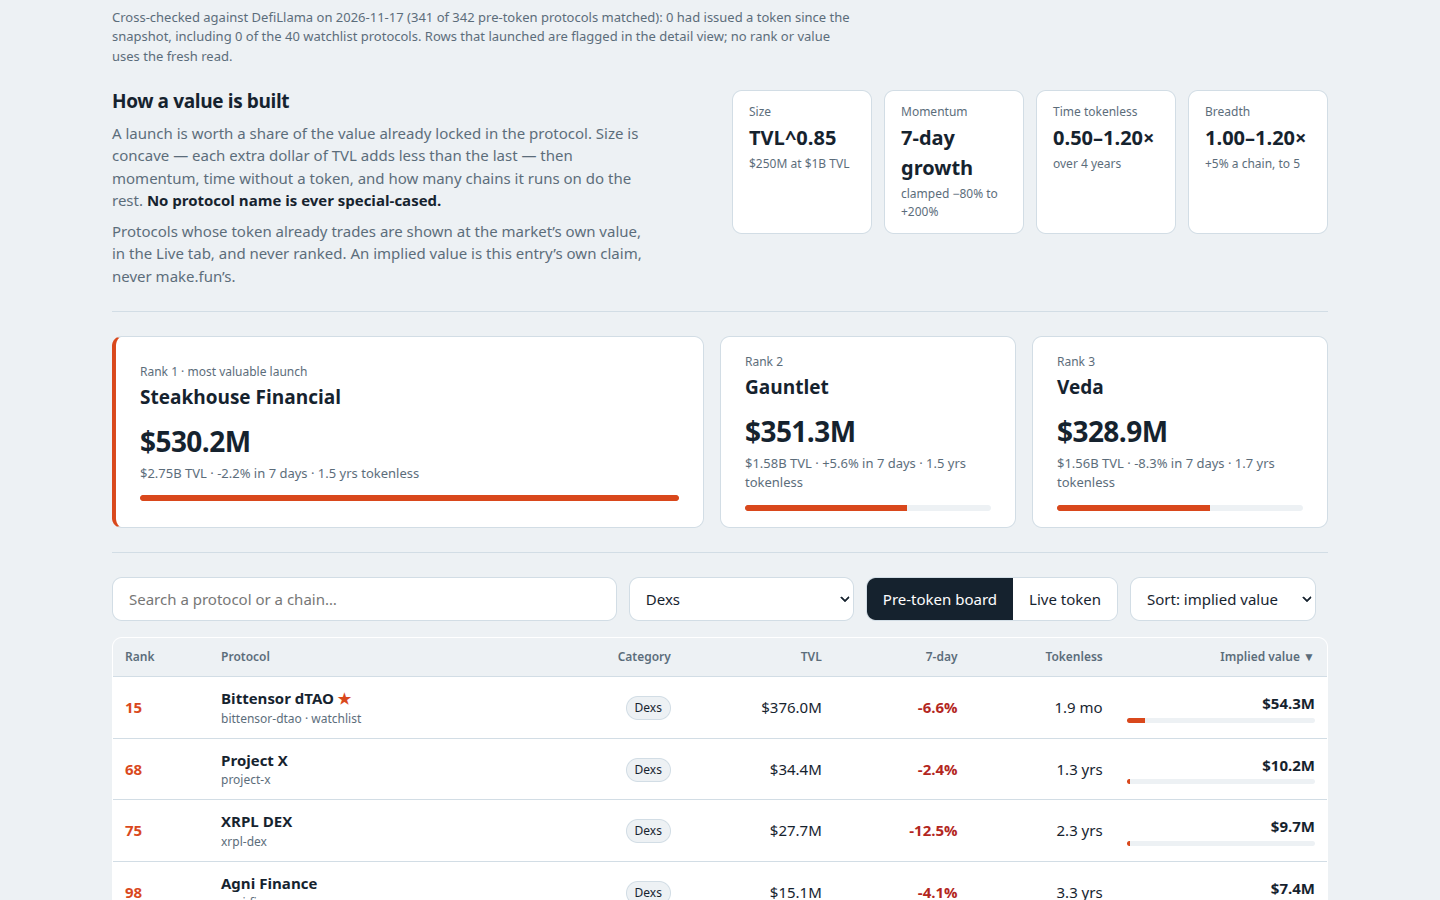 Cross-checked against DefiLlama on 2026-11-17 (341 of 342 pre-token protocols matched): 0 had issued a token since the
snapshot, including 0 of the 40 watchlist protocols. Rows that launched are flagged in the detail view; no rank or value
uses the fresh read.
How a value is built
A launch is worth a share of the value already locked in the protocol. Size is
concave — each extra dollar of TVL adds less than the last — then
momentum, time without a token, and how many chains it runs on do the
rest. No protocol name is ever special-cased.
Protocols whose token already trades are shown at the market’s own value,
in the Live tab, and never ranked. An implied value is this entry’s own claim,
never make.fun’s.
Size
TVL^0.85
$250M at $1B TVL
Momentum
7-day
growth
clamped −80% to
+200%
Time tokenless
0.50–1.20×
over 4 years
Breadth
1.00–1.20×
+5% a chain, to 5
Rank 1 · most valuable launch
Steakhouse Financial
$530.2M
$2.75B TVL · -2.2% in 7 days · 1.5 yrs tokenless
Rank 2
Gauntlet
$351.3M
$1.58B TVL · +5.6% in 7 days · 1.5 yrs
tokenless
Rank 3
Veda
$328.9M
$1.56B TVL · -8.3% in 7 days · 1.7 yrs
tokenless
Search a protocol or a chain…
Dexs
Pre-token board
Live token
Sort: implied value
Rank Protocol Category TVL 7-day Tokenless Implied value ▼
15 Bittensor dTAO ★ Dexs $376.0M -6.6% 1.9 mo $54.3M
bittensor-dtao · watchlist
68 Project X Dexs $34.4M -2.4% 1.3 yrs $10.2M
project-x
75 XRPL DEX Dexs $27.7M -12.5% 2.3 yrs $9.7M
xrpl-dex
98 Agni Finance Dexs $15.1M -4.1% 3.3 yrs $7.4M